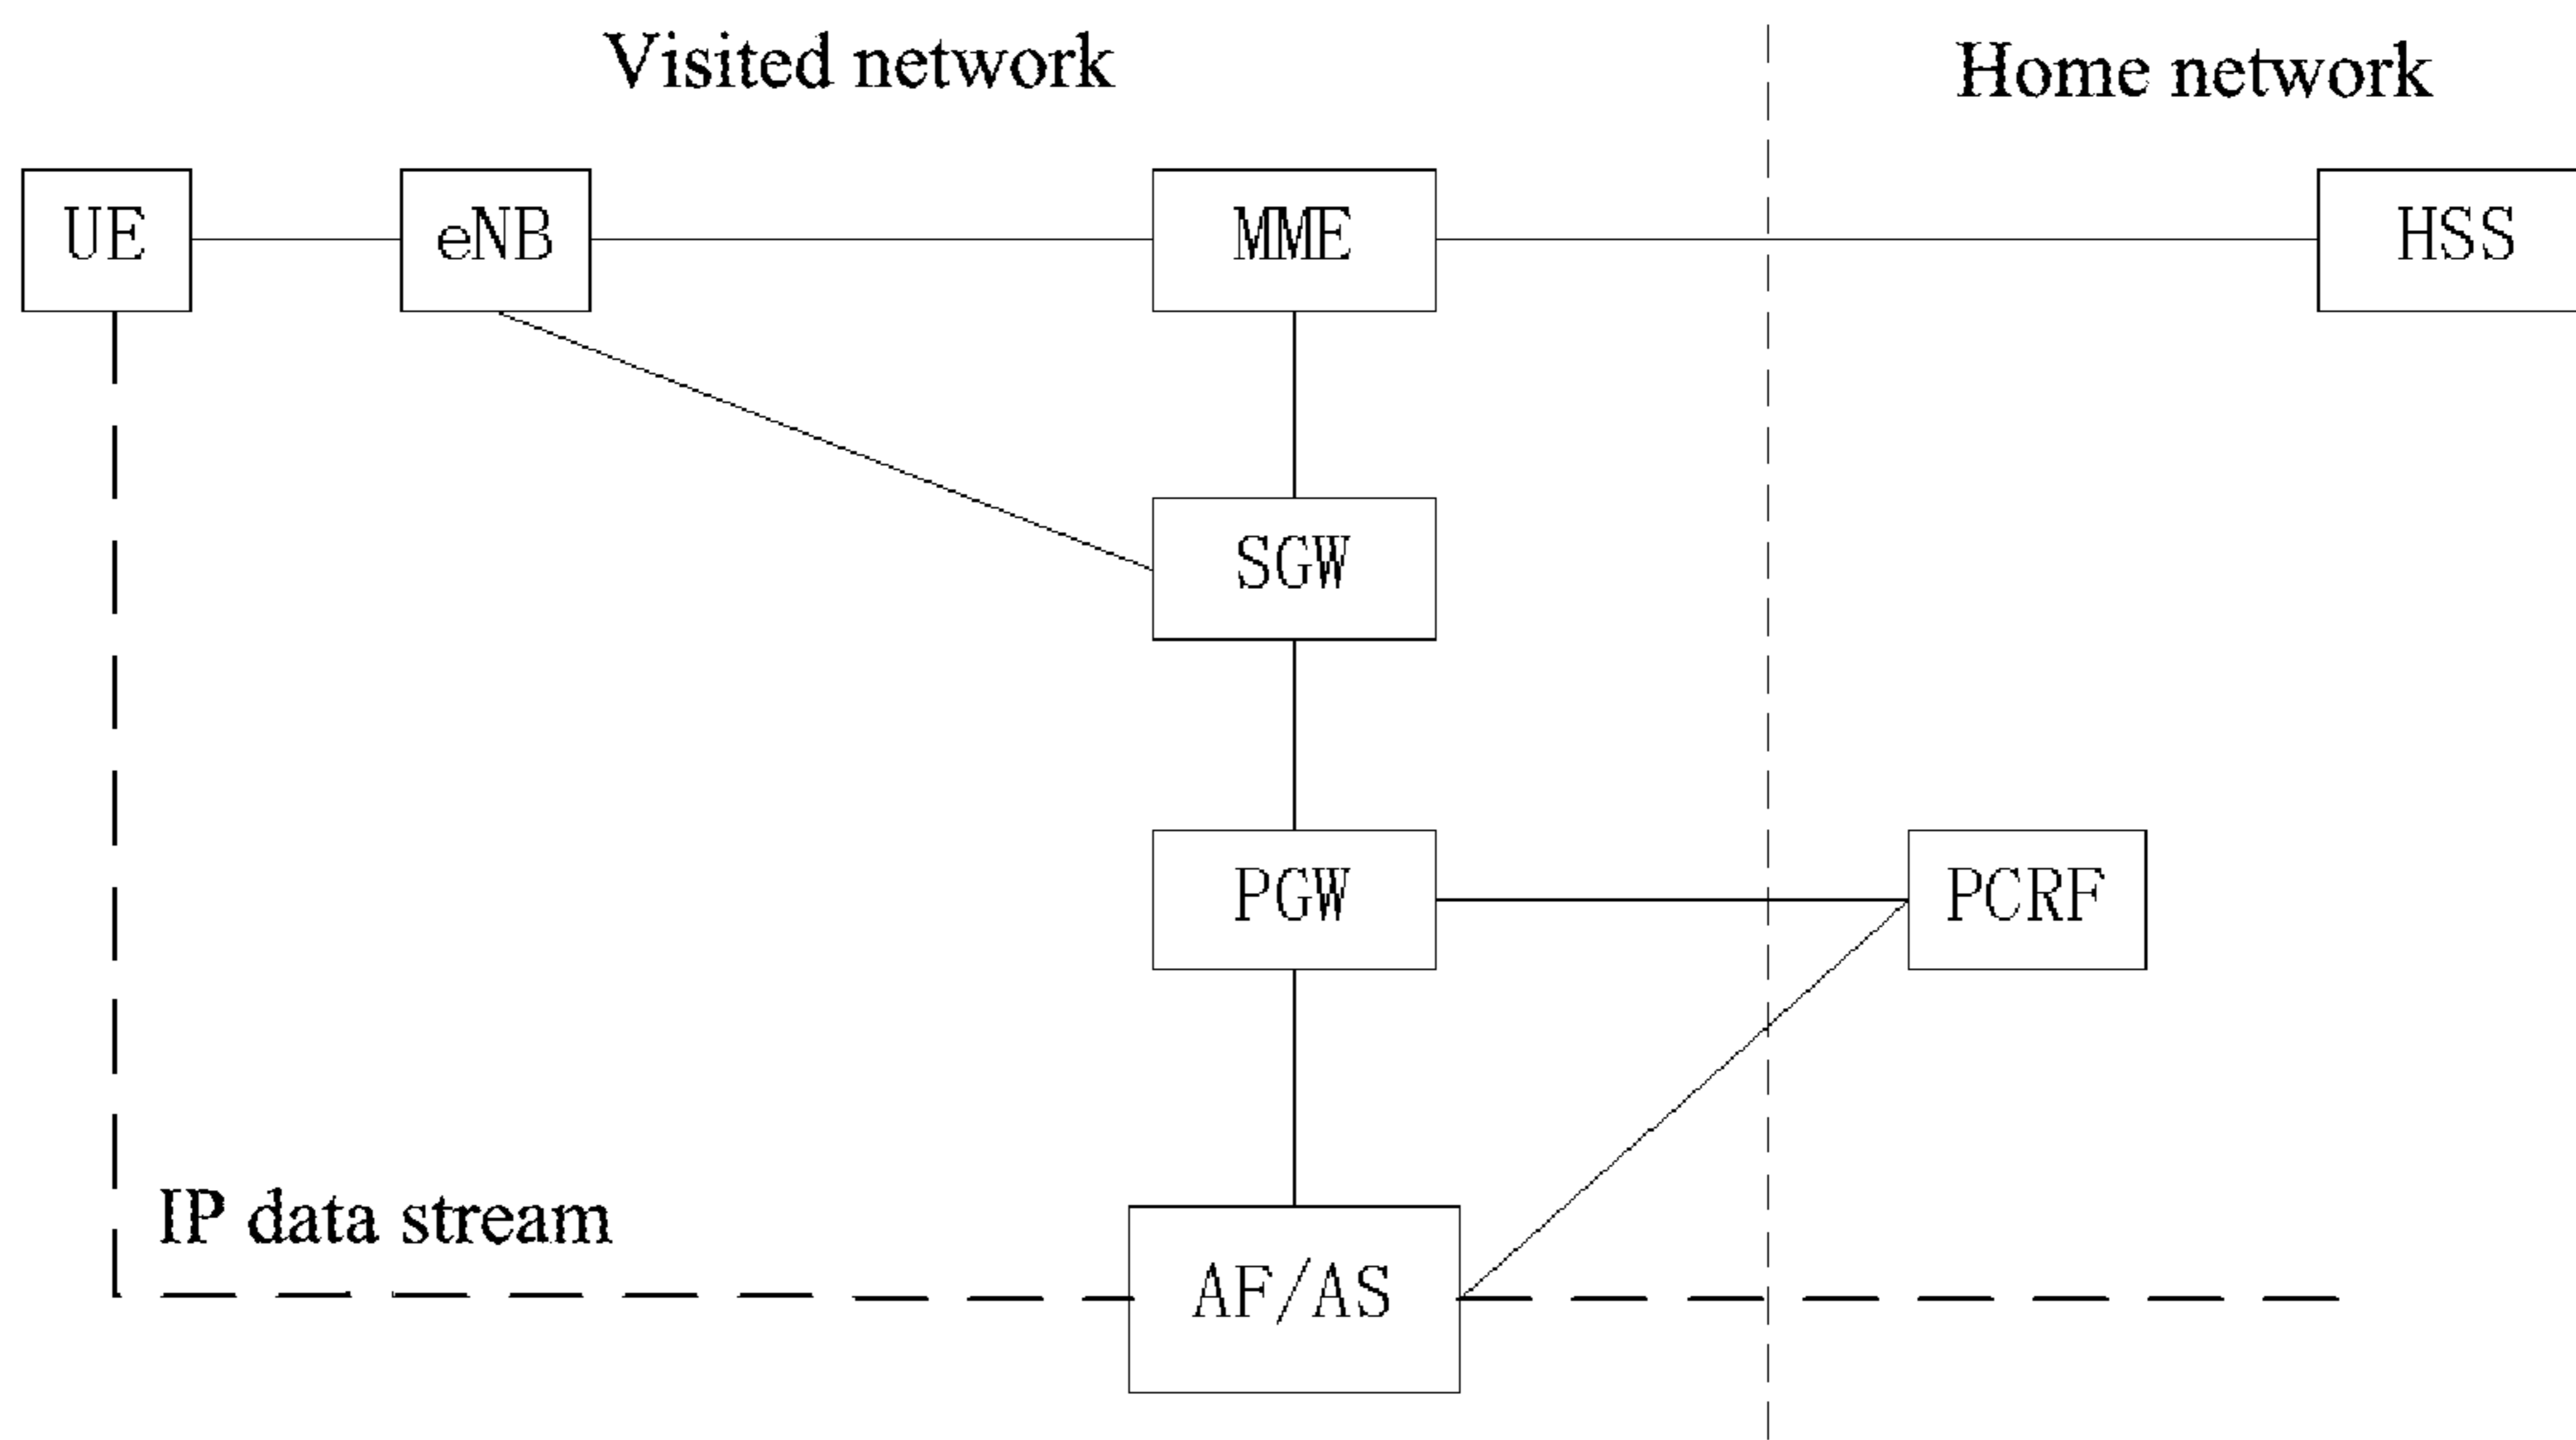 Visited network
Home network
UE
eNB
MME
HSS
SGW
PGW
PCRF
IP data stream
AF/AS